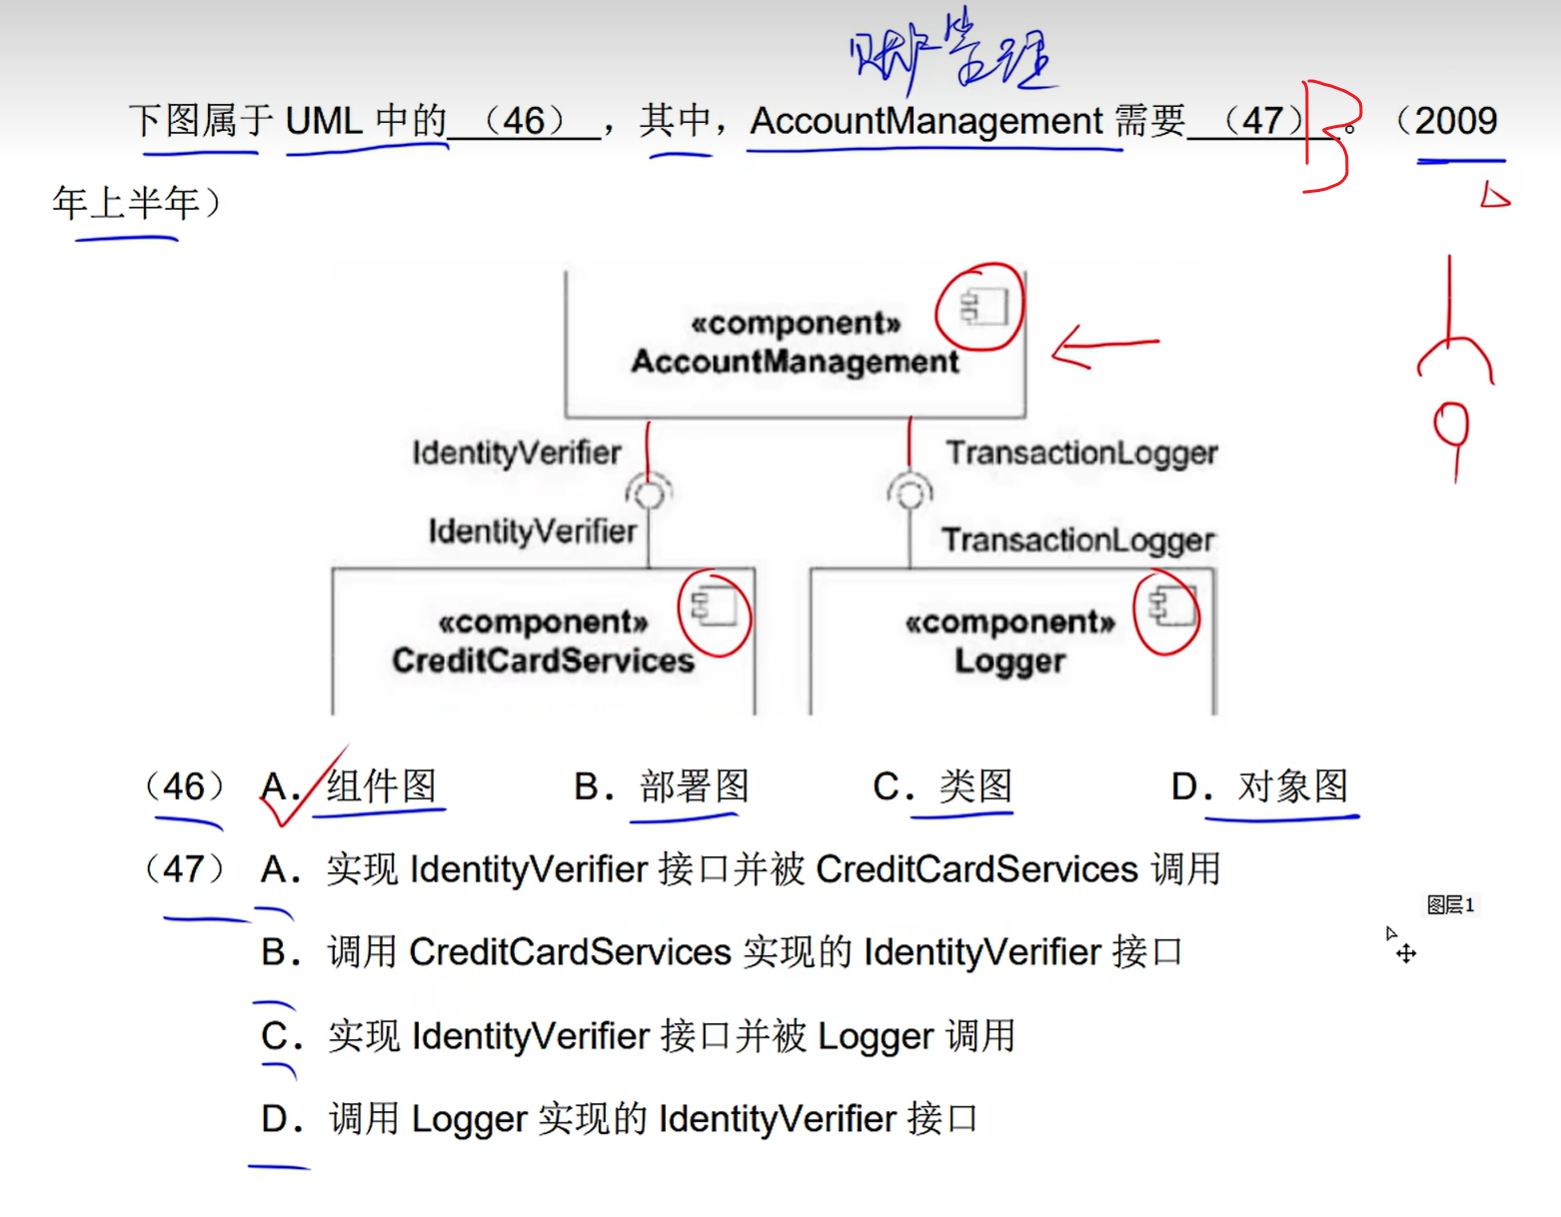 账户管理
下图属于 UML 中的 （46） ，其中，AccountManagement 需要 （47） 。（2009
B
年上半年）
«component»
AccountManagement
IdentityVerifier
TransactionLogger
IdentityVerifier
TransactionLogger
«component»
CreditCardServices
«component»
Logger
（46） A．组件图 B．部署图 C．类图 D．对象图
（47） A．实现 IdentityVerifier 接口并被 CreditCardServices 调用
图层1
B．调用 CreditCardServices 实现的 IdentityVerifier 接口
C．实现 IdentityVerifier 接口并被 Logger 调用
D．调用 Logger 实现的 IdentityVerifier 接口